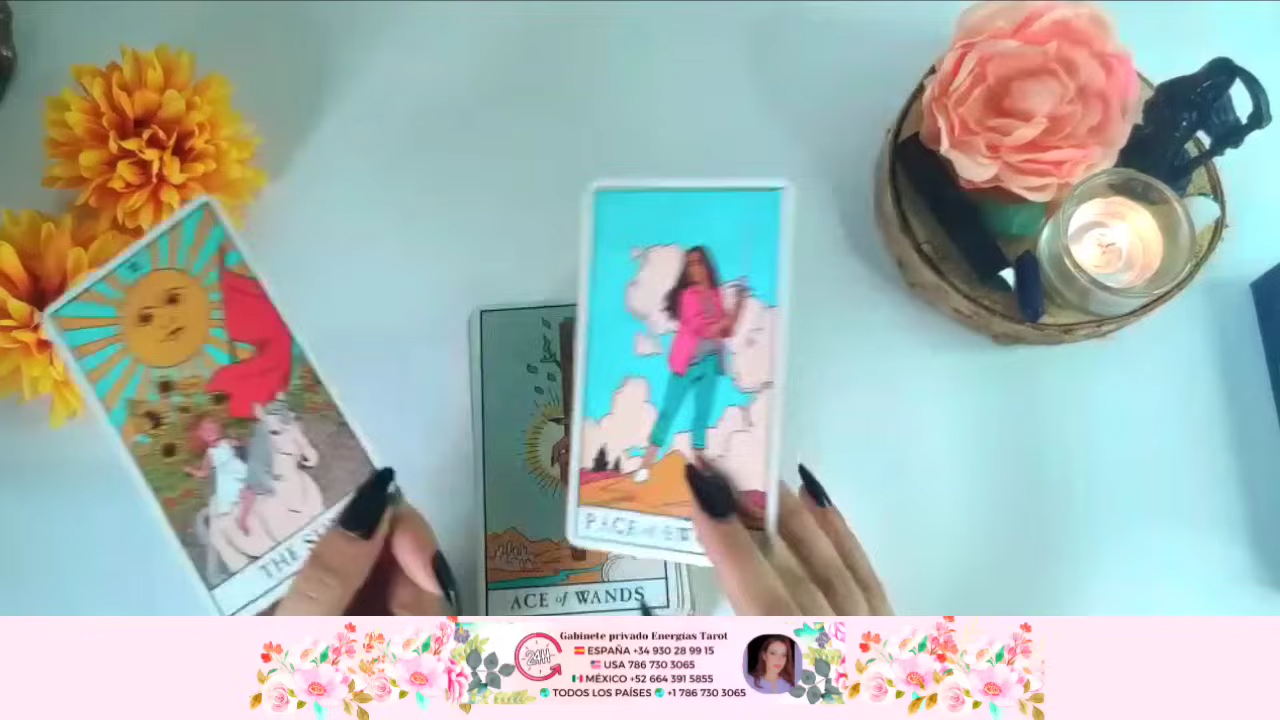 THE
ACE of WANDS
24H
Gabinete privado Energías Tarot
ESPAÑA +34 930 28 99 15
USA 786 730 3065
MÉXICO +52 664 391 5855
TODOS LOS PAÍSES +1 786 730 3065